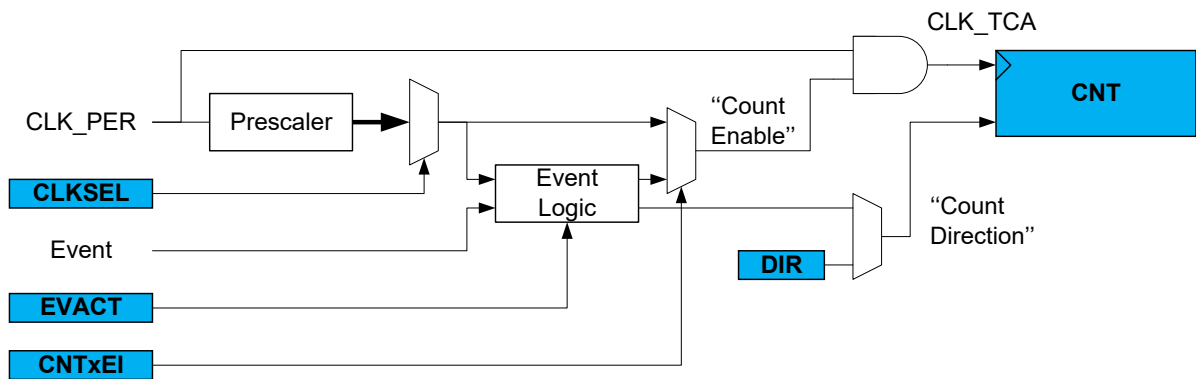 CLK_TCA
CNT
“Count
Enable”
CLK_PER
Prescaler
CLKSEL
Event
Logic
“Count
Direction”
Event
DIR
EVACT
CNTxEI